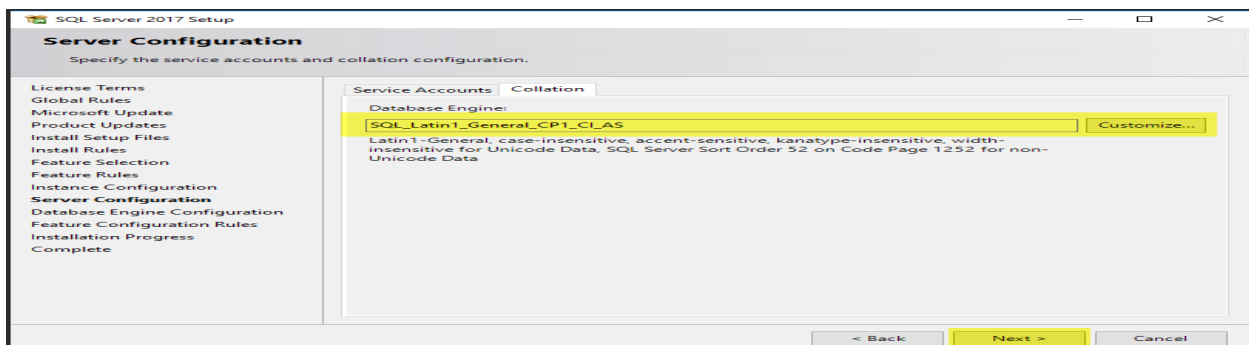 SQL Server 2017 Setup
Server Configuration
Specify the service accounts and collation configuration.
License Terms
Global Rules
Microsoft Update
Product Updates
Install Setup Files
Install Rules
Feature Selection
Feature Rules
Instance Configuration
Server Configuration
Database Engine Configuration
Feature Configuration Rules
Installation Progress
Complete
Service Accounts Collation
Database Engine:
SQL_Latin1_General_CP1_CI_AS Customize...
Latin1-General, case-insensitive, accent-sensitive, kanatype-insensitive, width-
insensitive for Unicode Data, SQL Server Sort Order 52 on Code Page 1252 for non-
Unicode Data
< Back Next > Cancel